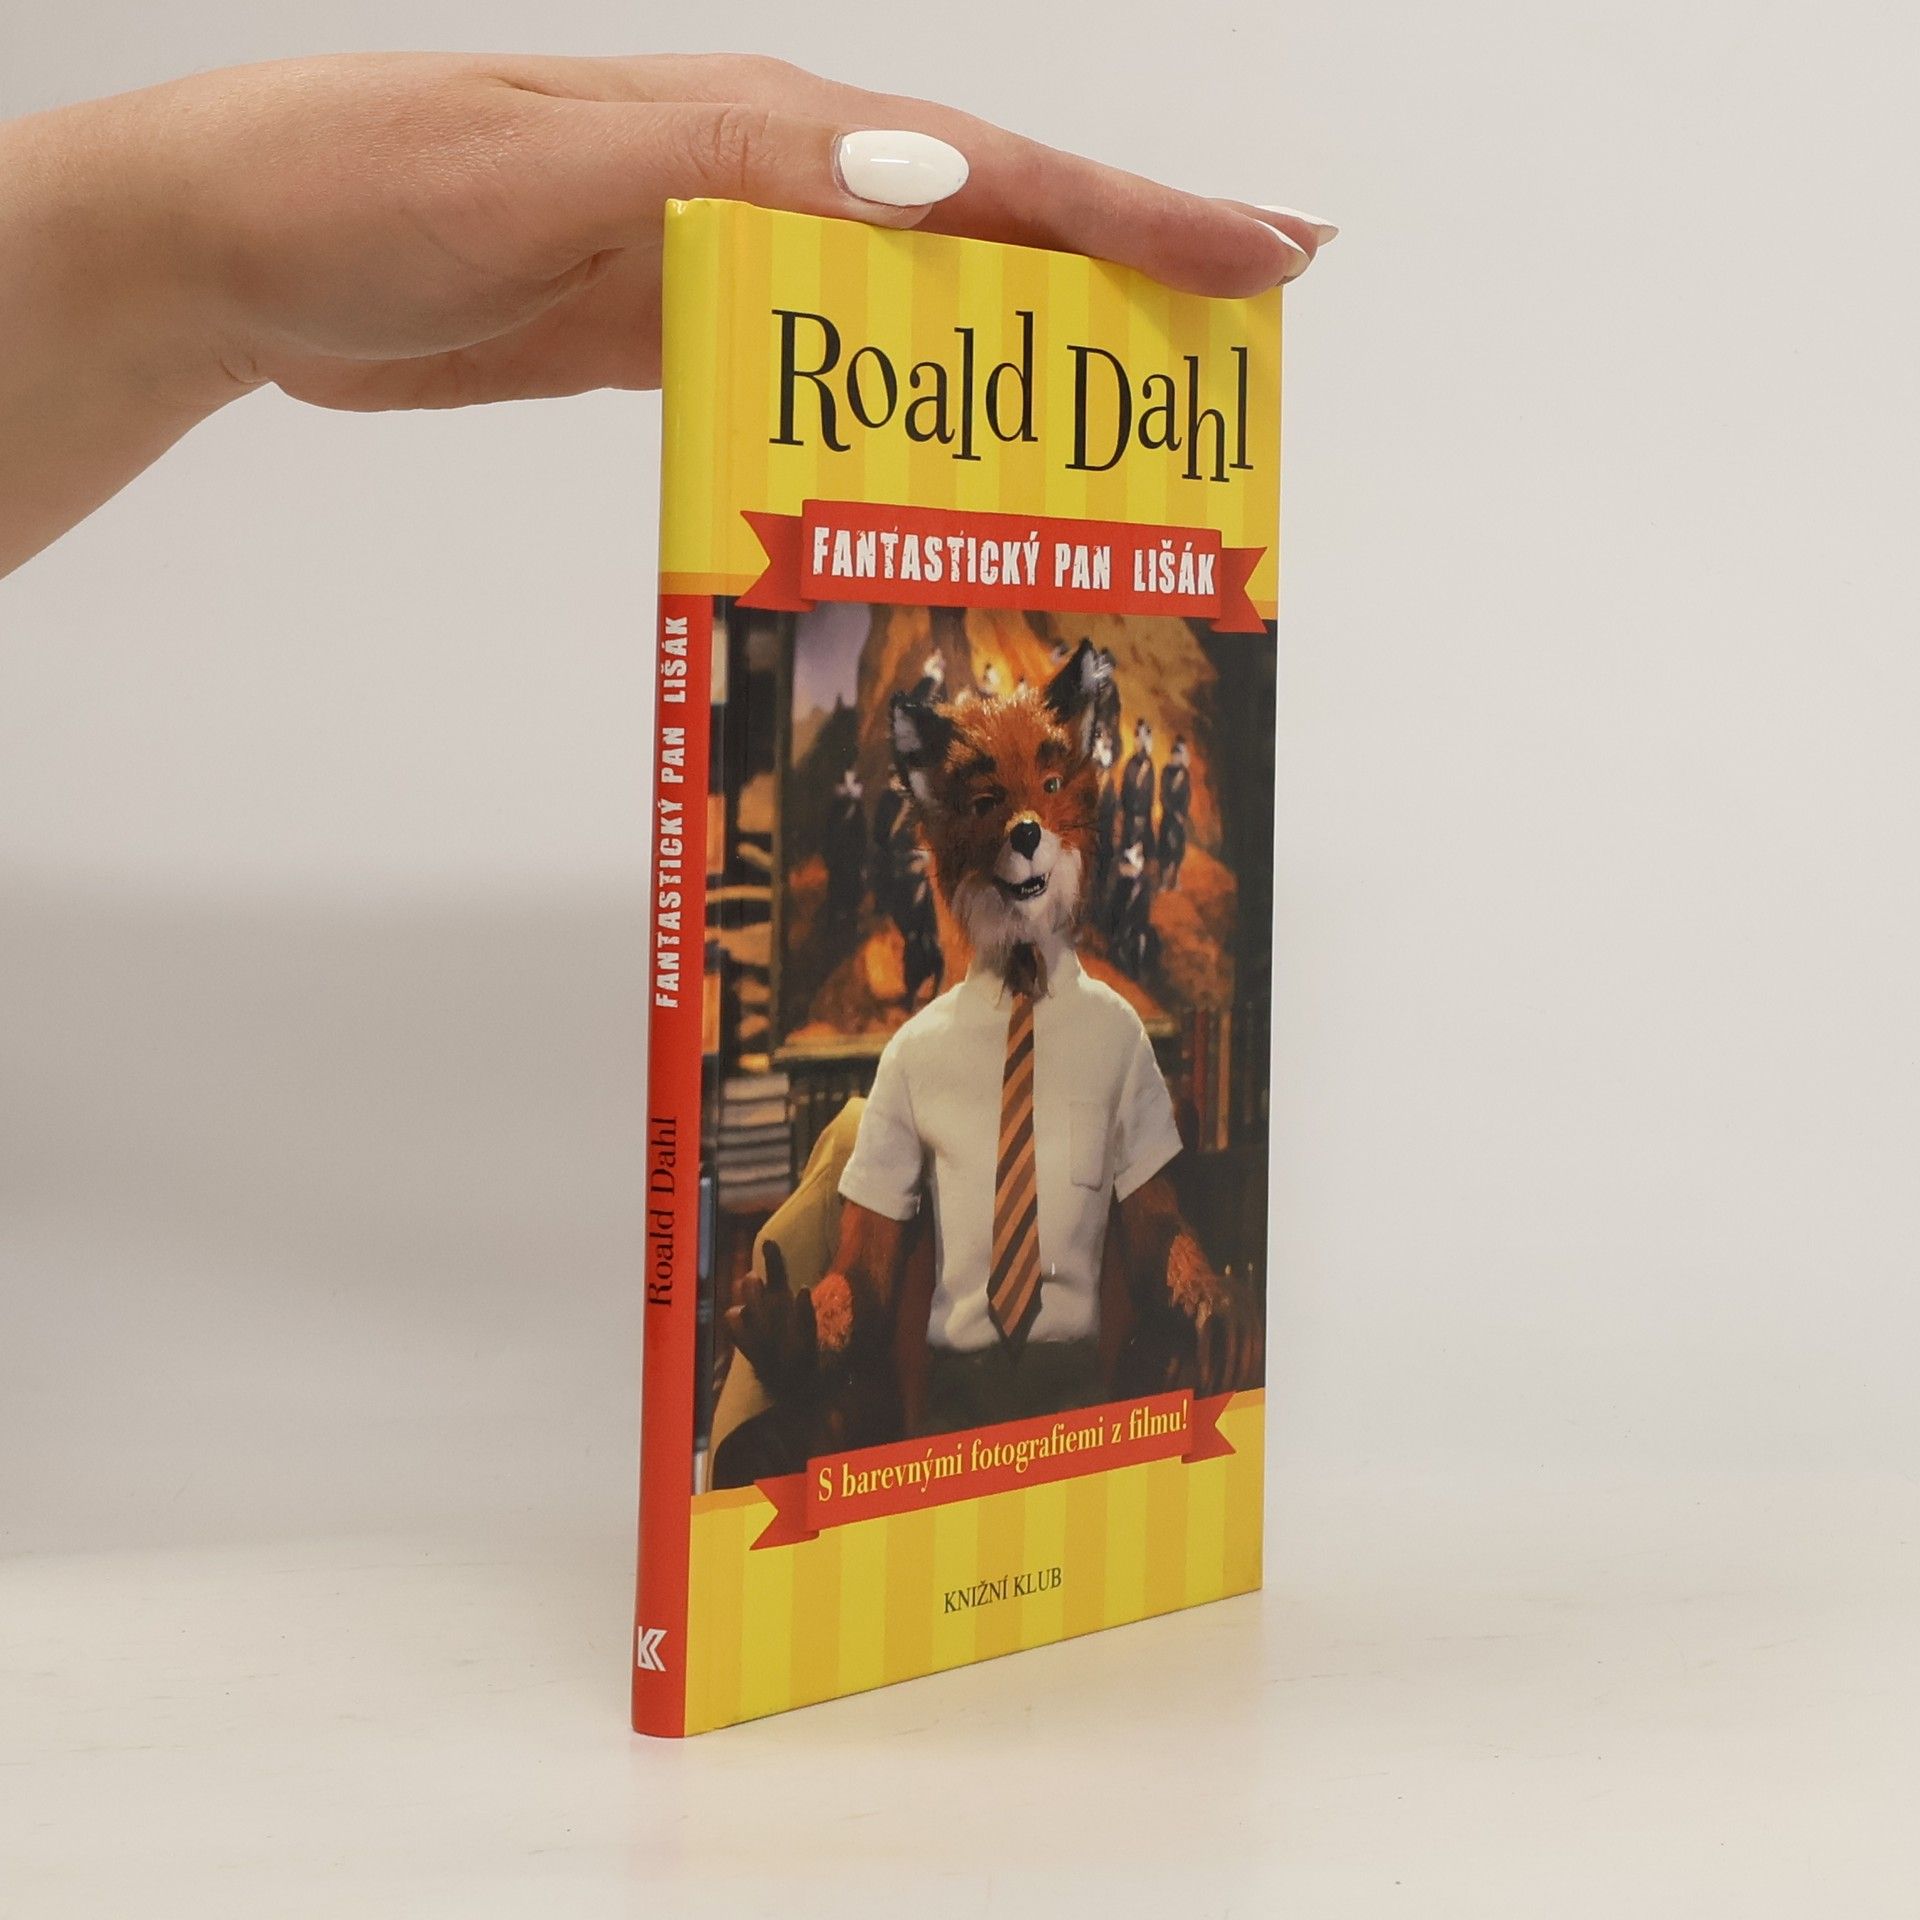 Roald Dahl
FANTASTICKÝ PAN LIŠÁK
S barevnými fotografiemi z filmu!
KNIŽNÍ KLUB
FANTASTICKÝ PAN LIŠÁK
Roald Dahl